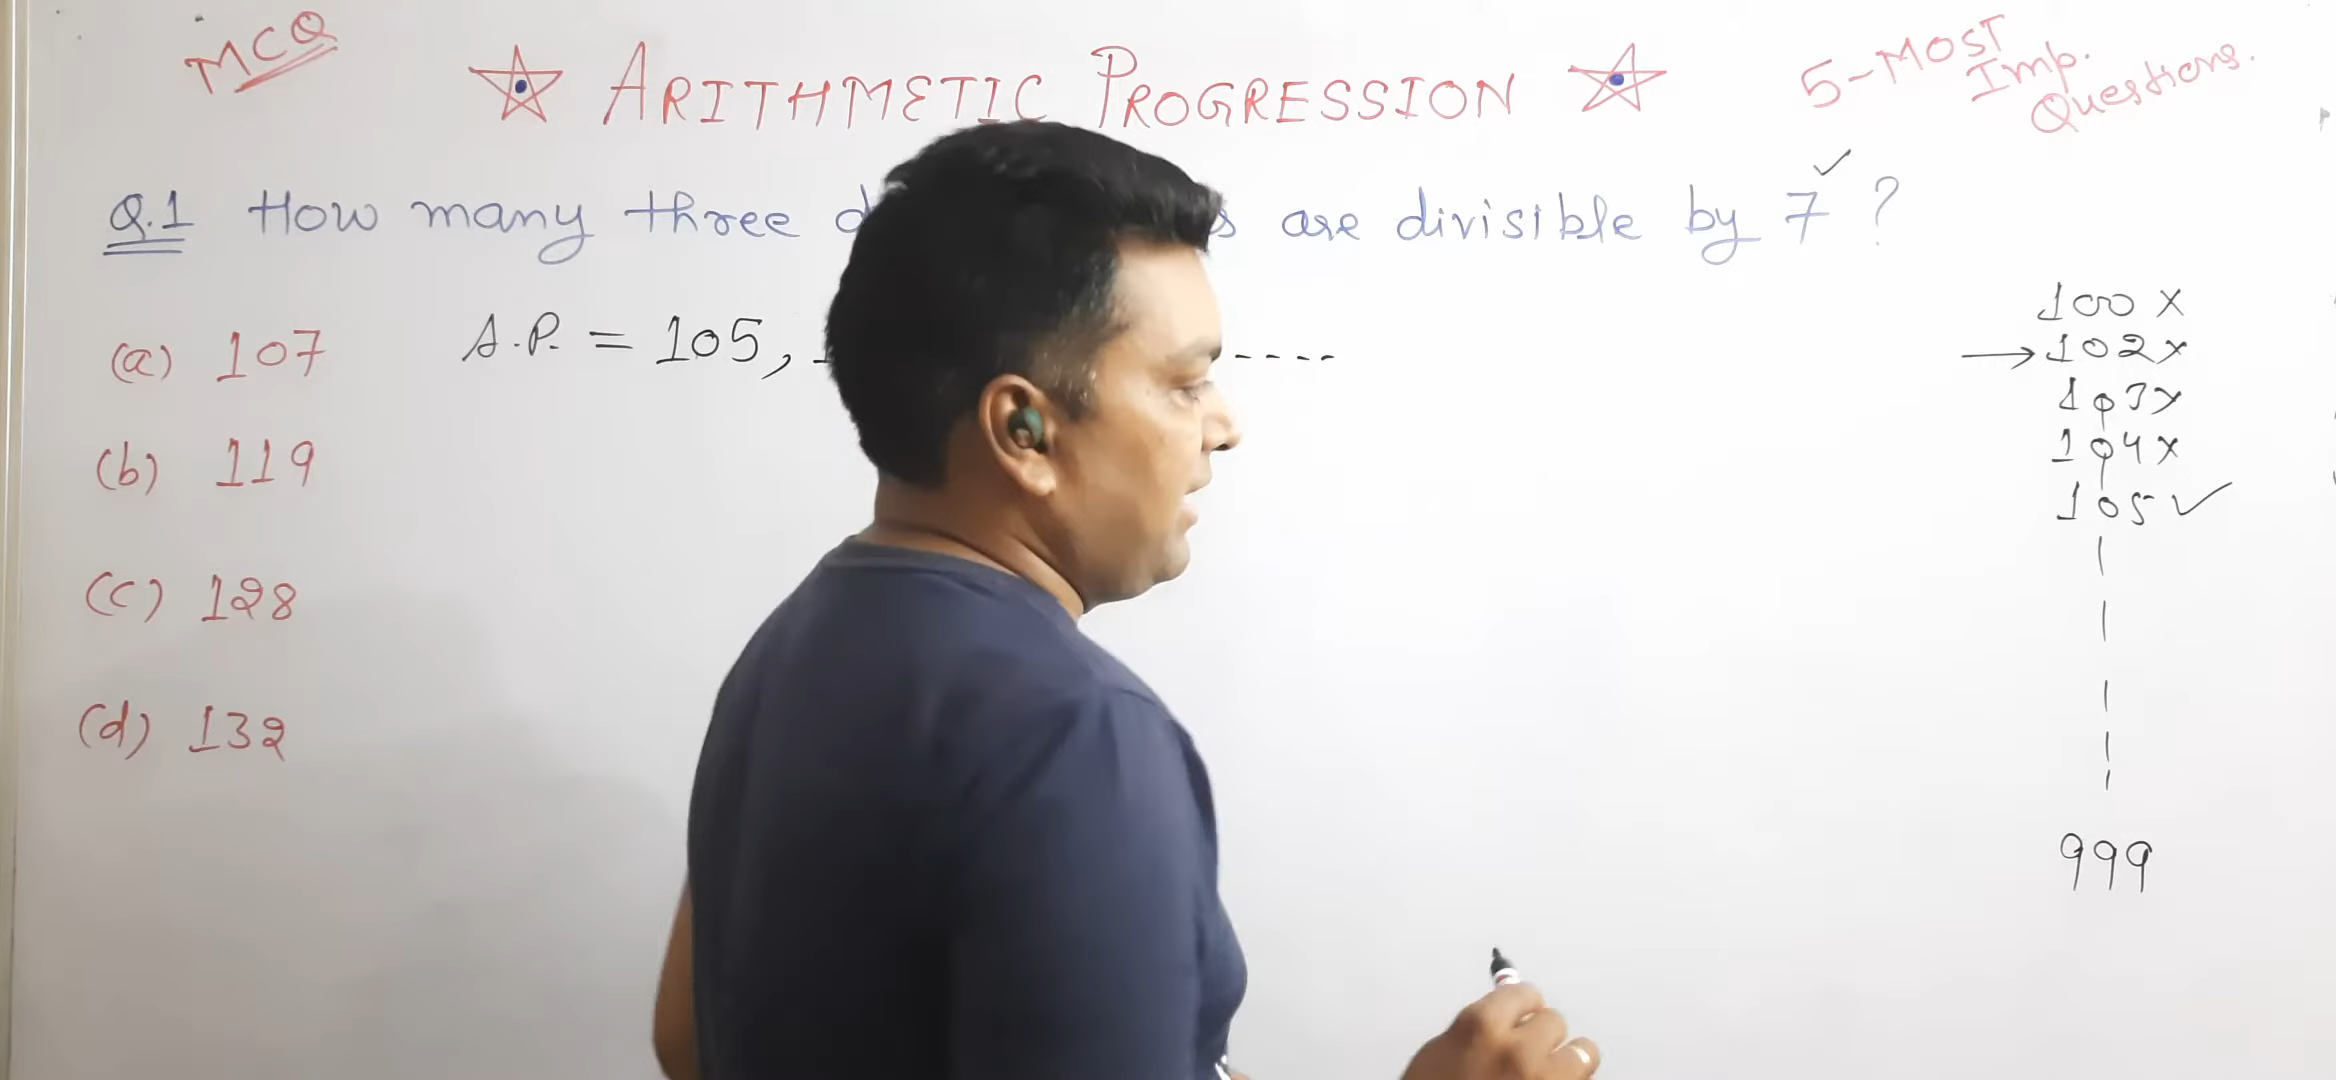 MCQ
ARITHMETIC PROGRESSION
5-MOST
Imp.
Questions.
Q.1 How many three are divisible by 7 ?
(a) 107
(b) 119
(c) 128
(d) 132
A.P. = 105, ----
100 x
→ 102 x
103 x
104 x
105 ✓
999